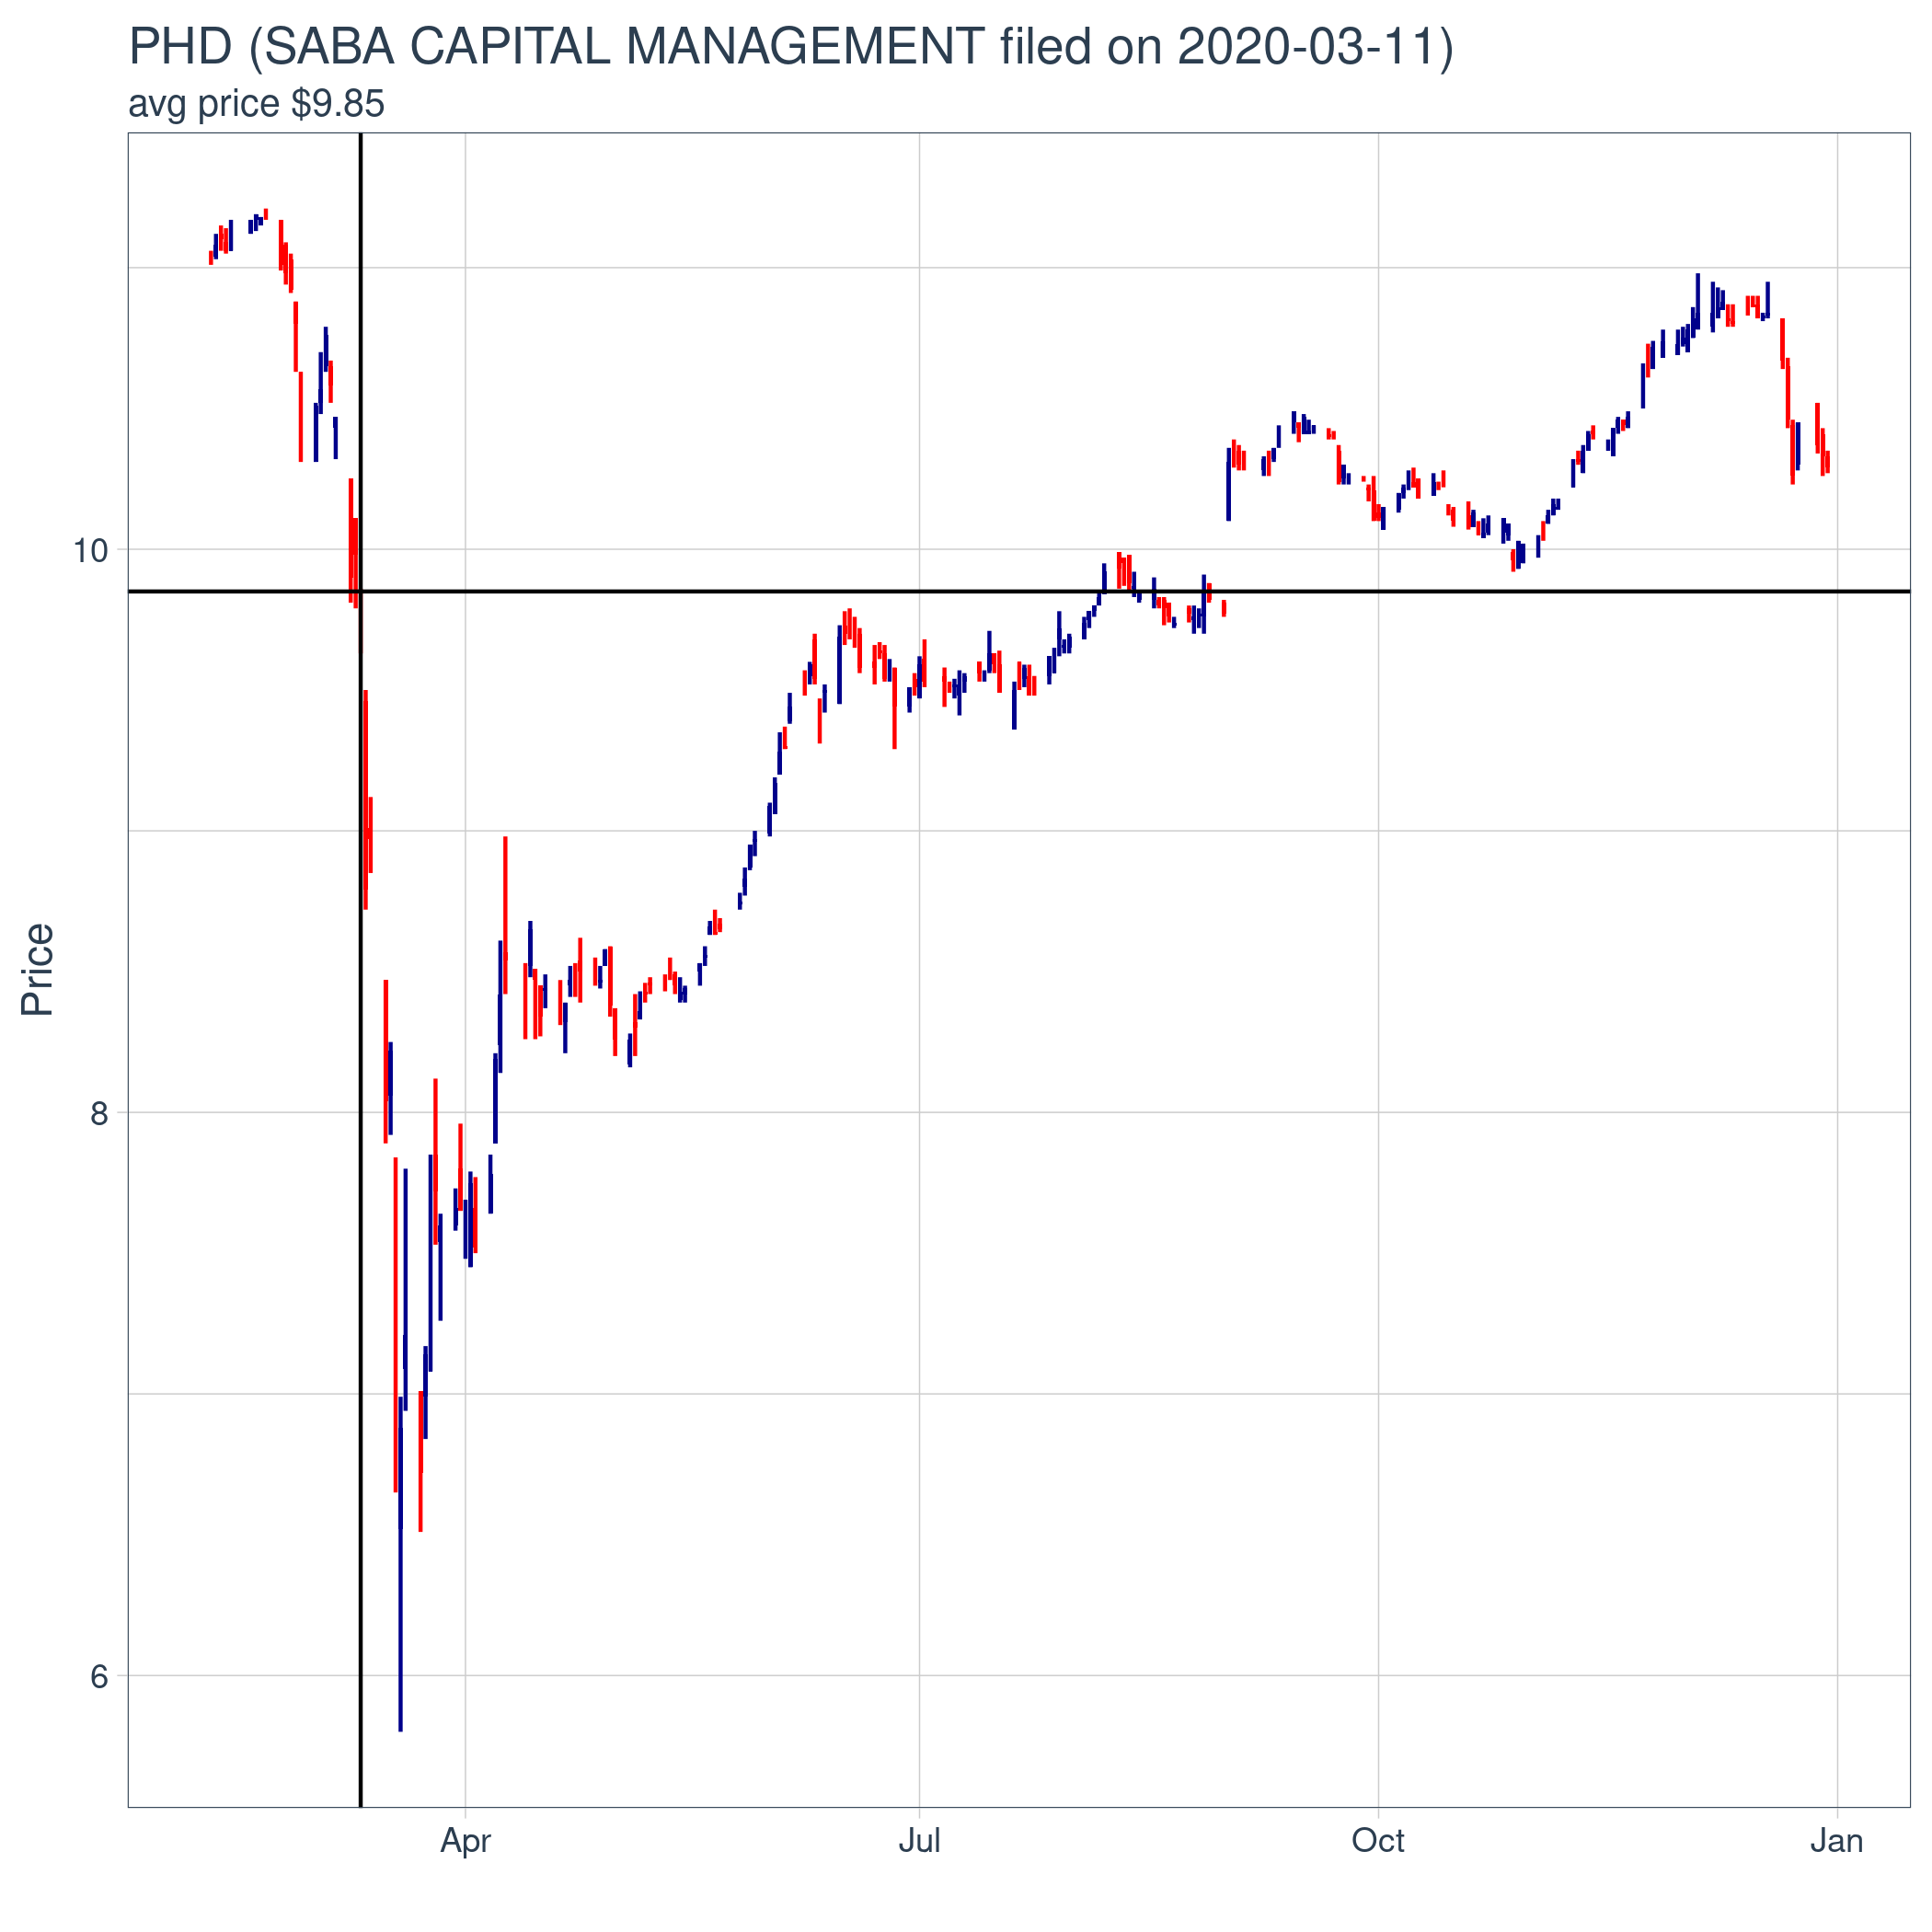 PHD (SABA CAPITAL MANAGEMENT filed on 2020-03-11)
avg price $9.85
10
8
6
Price
Apr Jul Oct Jan